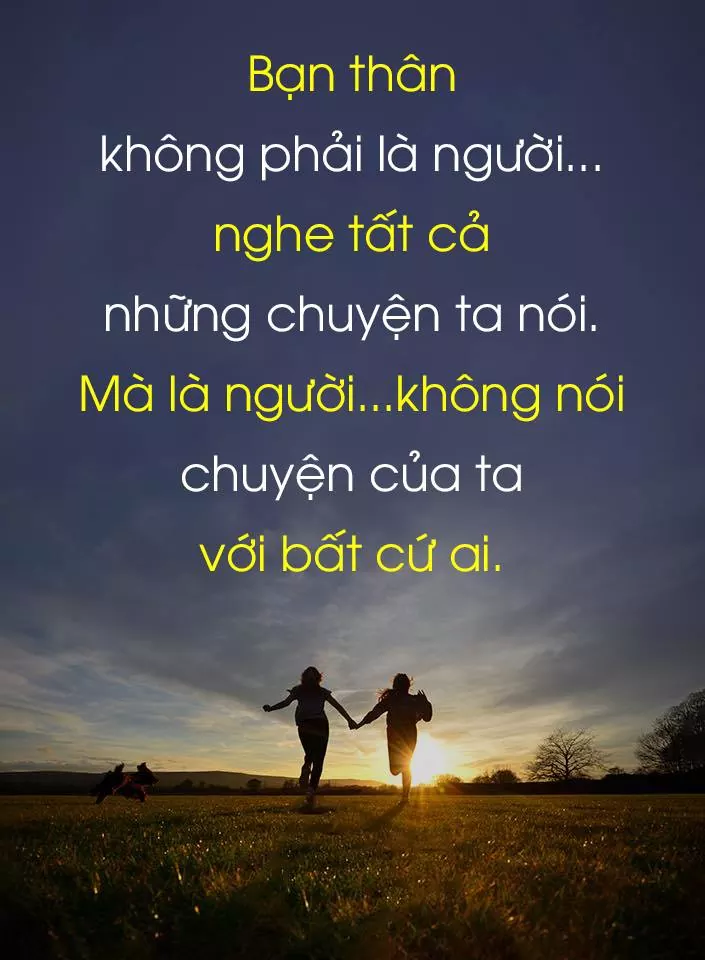 Bạn thân
không phải là người...
nghe tất cả
những chuyện ta nói.
Mà là người...không nói
chuyện của ta
với bất cứ ai.